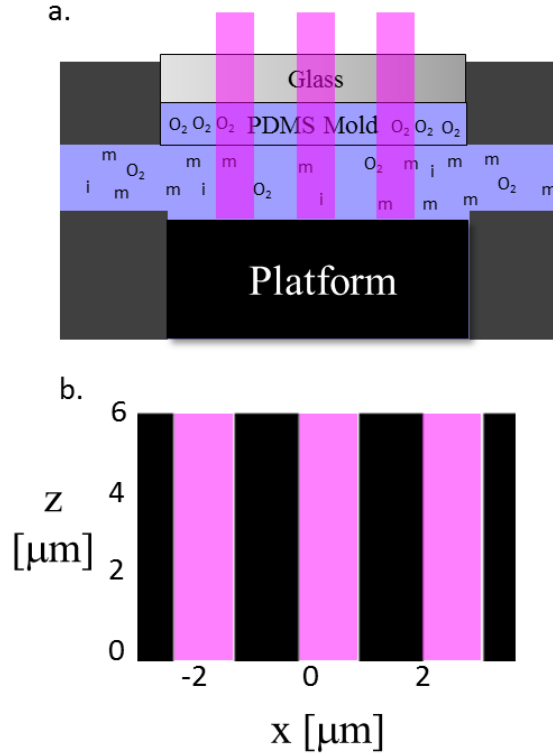 a.
Glass
O₂ O₂ O₂ PDMS Mold O₂ O₂ O₂
m m m m O₂ m m
i m O₂ m i O₂ i m
m i m m m m
Platform
b.
6
4
z
[μm]
2
0
-2 0 2
x [μm]